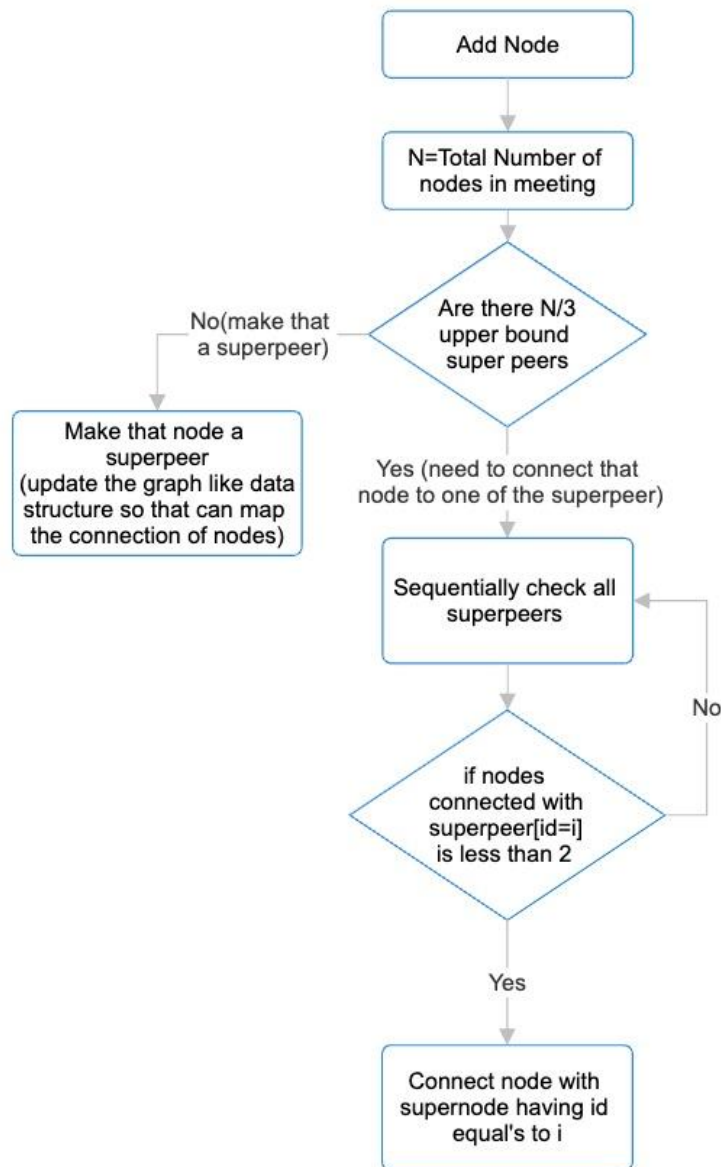 Add Node
N=Total Number of
nodes in meeting
Are there N/3
upper bound
super peers
No(make that
a superpeer)
Make that node a
superpeer
(update the graph like data
structure so that can map
the connection of nodes)
Yes (need to connect that
node to one of the superpeer)
Sequentially check all
superpeers
No
if nodes
connected with
superpeer[id=i]
is less than 2
Yes
Connect node with
supernode having id
equal's to i